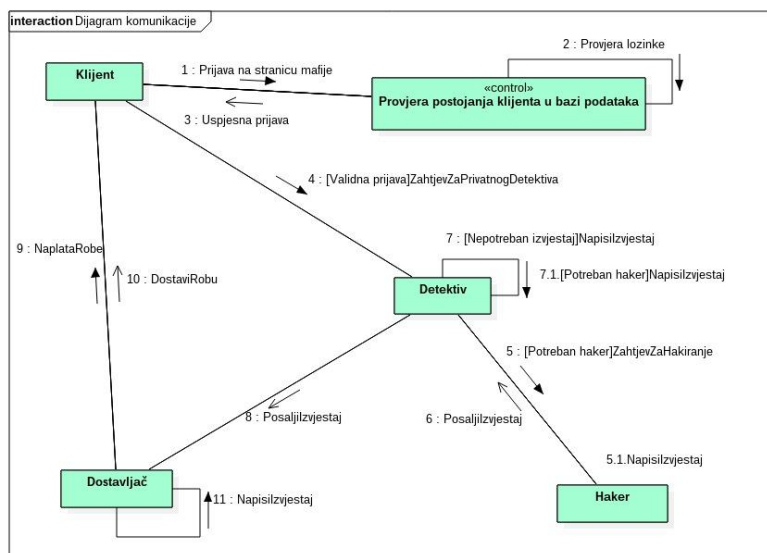 interaction Dijagram komunikacije
2 : Provjera lozinke
Klijent
1 : Prijava na stranicu mafije
«control»
Provjera postojanja klijenta u bazi podataka
3 : Uspjesna prijava
4 : [Validna prijava]ZahtjevZaPrivatnogDetektiva
7 : [Nepotreban izvjestaj]NapisiIzvjestaj
9 : NaplataRobe
7.1.[Potreban haker]NapisiIzvjestaj
10 : DostaviRobu
Detektiv
5 : [Potreban haker]ZahtjevZaHakiranje
8 : PosaljiIzvjestaj
6 : PosaljiIzvjestaj
5.1.NapisiIzvjestaj
Dostavljač
11 : NapisiIzvjestaj
Haker